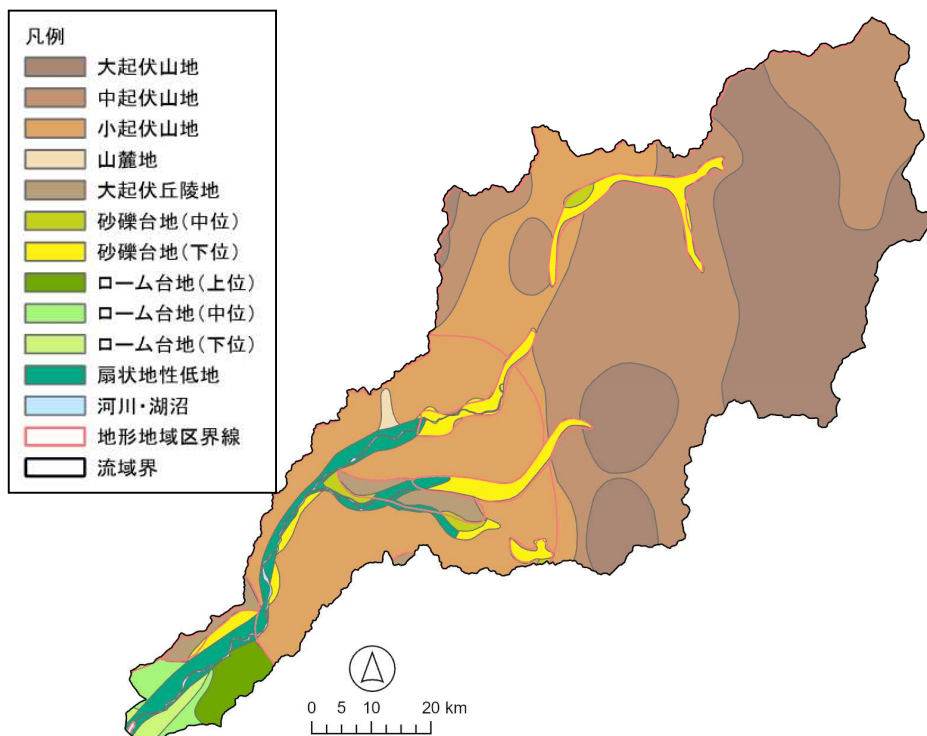 凡例
大起伏山地
中起伏山地
小起伏山地
山麓地
大起伏丘陵地
砂礫台地(中位)
砂礫台地(下位)
ローム台地(上位)
ローム台地(中位)
ローム台地(下位)
扇状地性低地
河川・湖沼
地形地域区界線
流域界
0 5 10 20 km